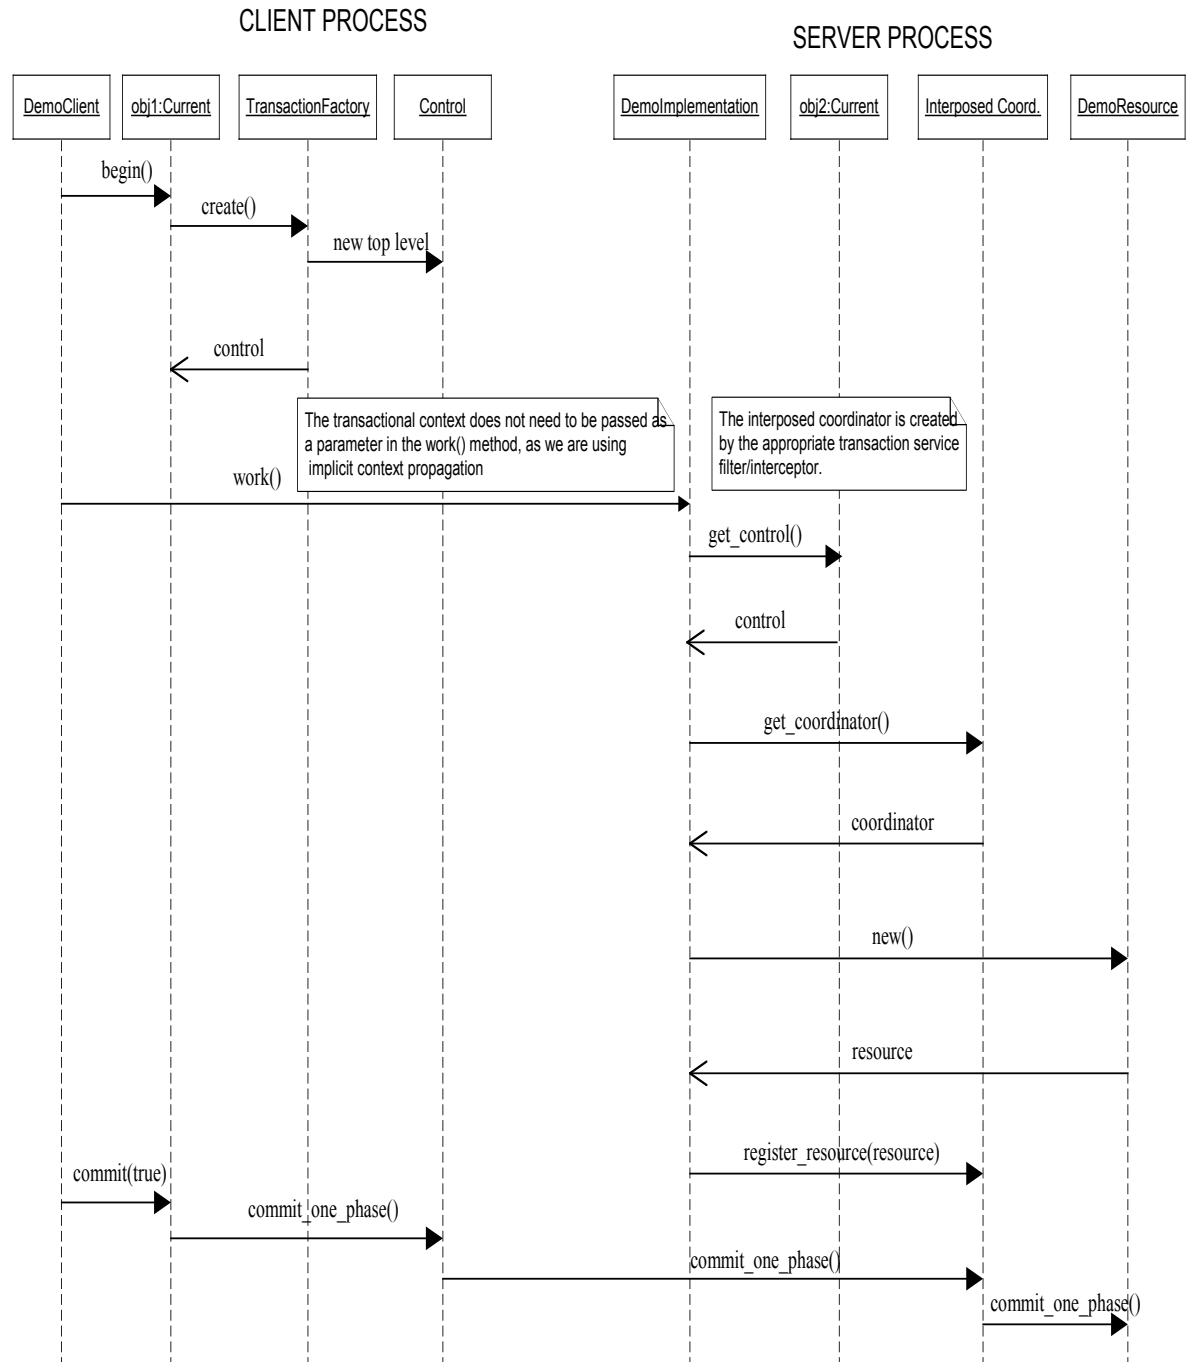 CLIENT PROCESS
SERVER PROCESS
DemoClient
obj1:Current
TransactionFactory
Control
DemoImplementation
obj2:Current
Interposed Coord.
DemoResource
begin()
create()
new top level
control
The transactional context does not need to be passed as
a parameter in the work() method, as we are using
implicit context propagation
The interposed coordinator is created
by the appropriate transaction service
filter/interceptor.
work()
get_control()
control
get_coordinator()
coordinator
new()
resource
register_resource(resource)
commit(true)
commit_one_phase()
commit_one_phase()
commit_one_phase()